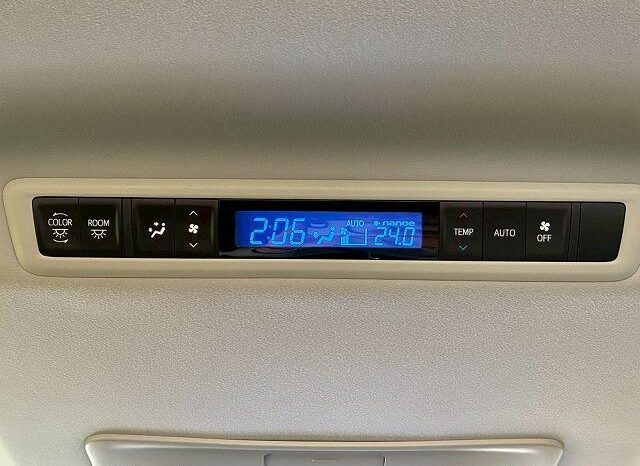 COLOR
ROOM
2:06
AUTO
nanoe
24.0
TEMP
AUTO
OFF